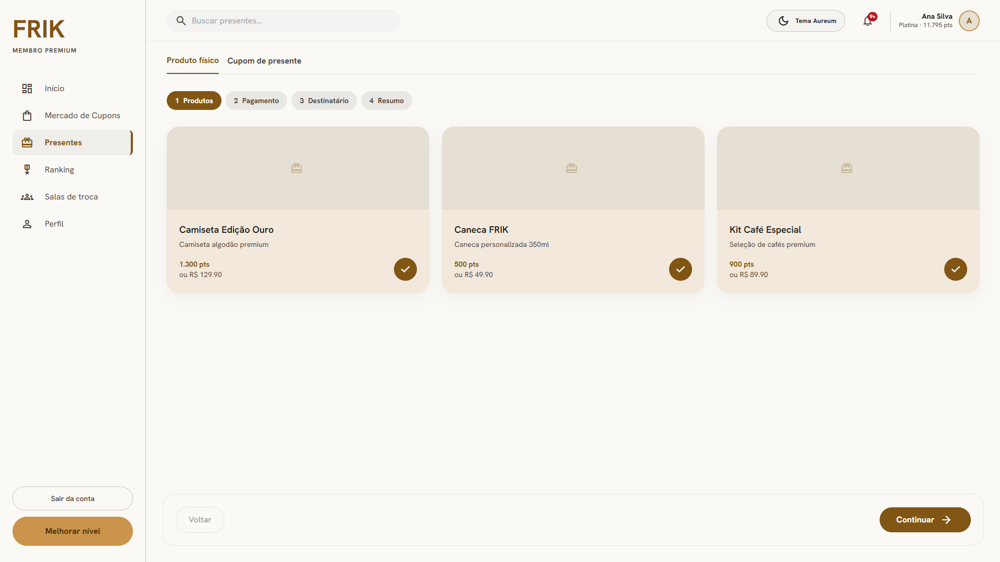 FRIK
MEMBRO PREMIUM
Início
Mercado de Cupons
Presentes
Ranking
Salas de troca
Perfil
Sair da conta
Melhorar nível
Buscar presentes...
Tema Aureum
9+
Ana Silva
Platina · 11.795 pts
A
Produto físico
Cupom de presente
1 Produtos
2 Pagamento
3 Destinatário
4 Resumo
Camiseta Edição Ouro
Camiseta algodão premium
1.300 pts
ou R$ 129.90
Caneca FRIK
Caneca personalizada 350ml
500 pts
ou R$ 49.90
Kit Café Especial
Seleção de cafés premium
900 pts
ou R$ 89.90
Voltar
Continuar